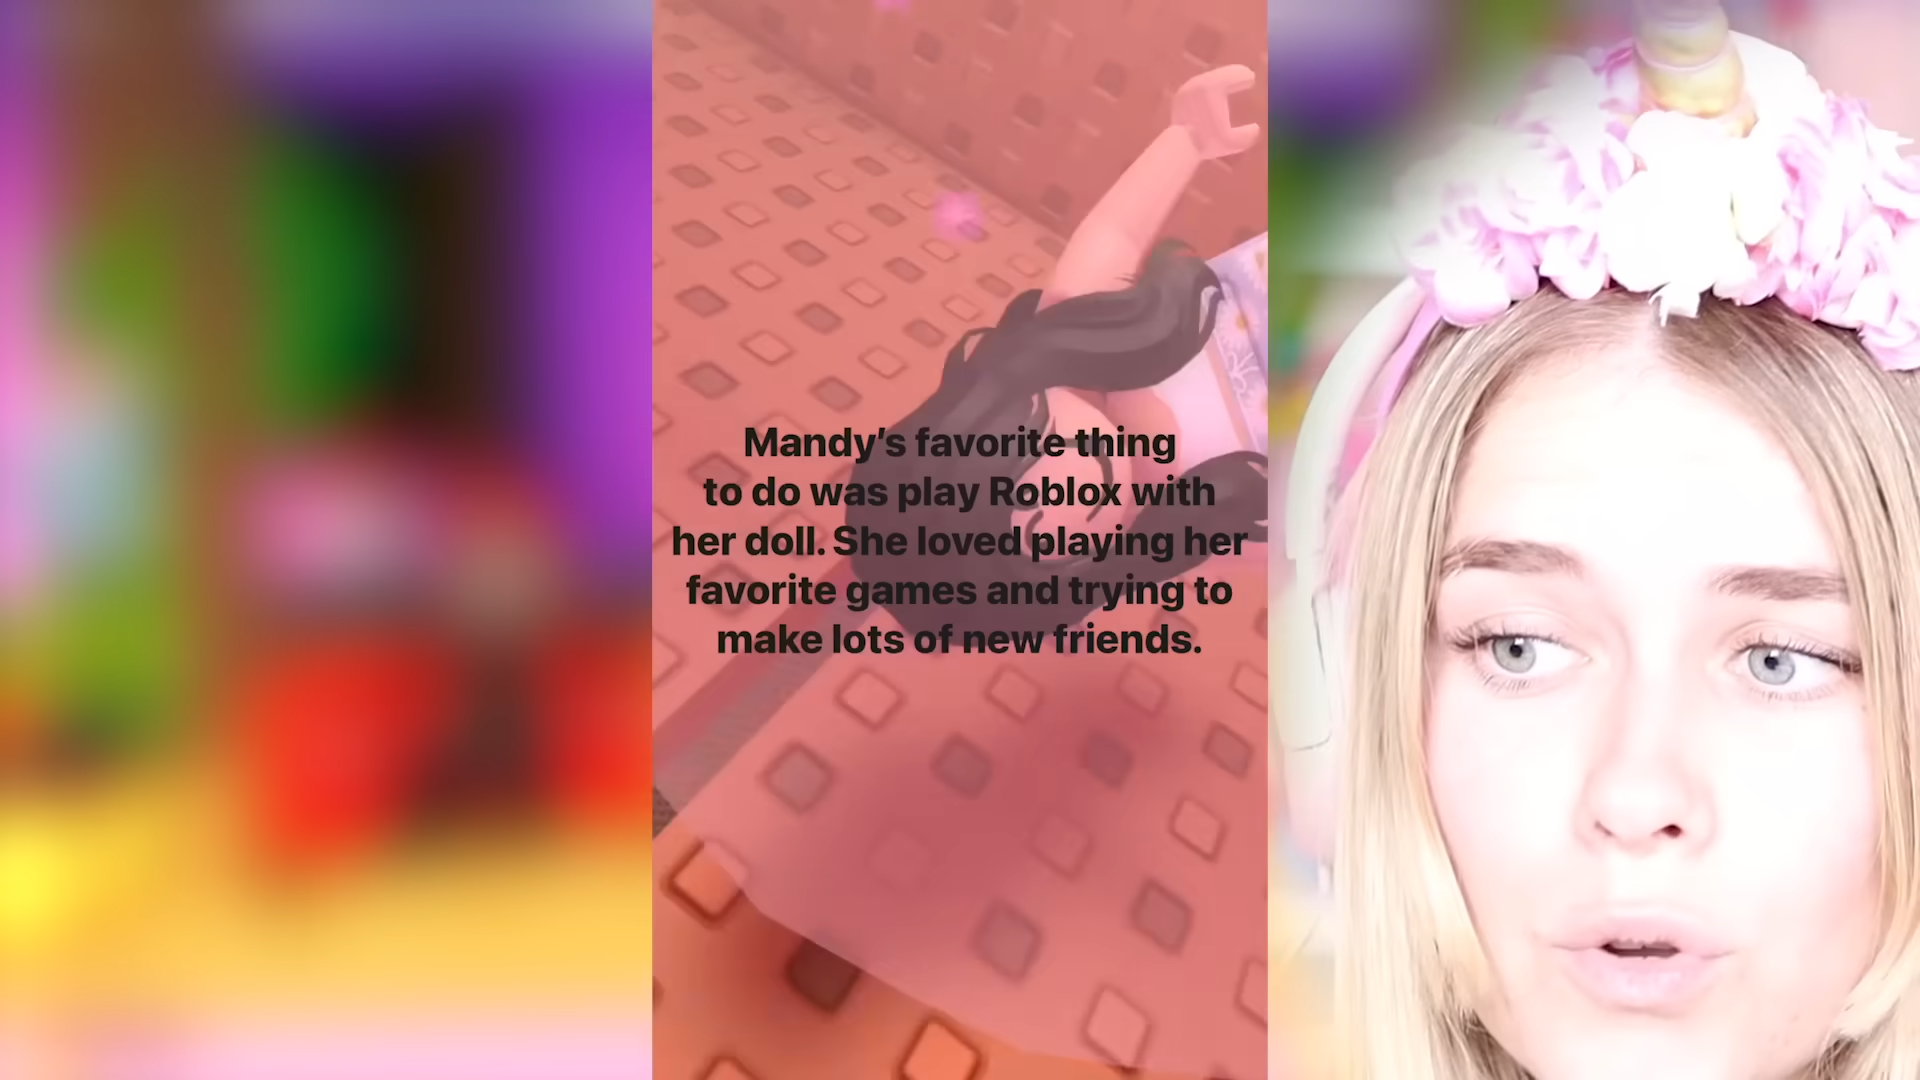 Mandy's favorite thing
to do was play Roblox with
her doll. She loved playing her
favorite games and trying to
make lots of new friends.